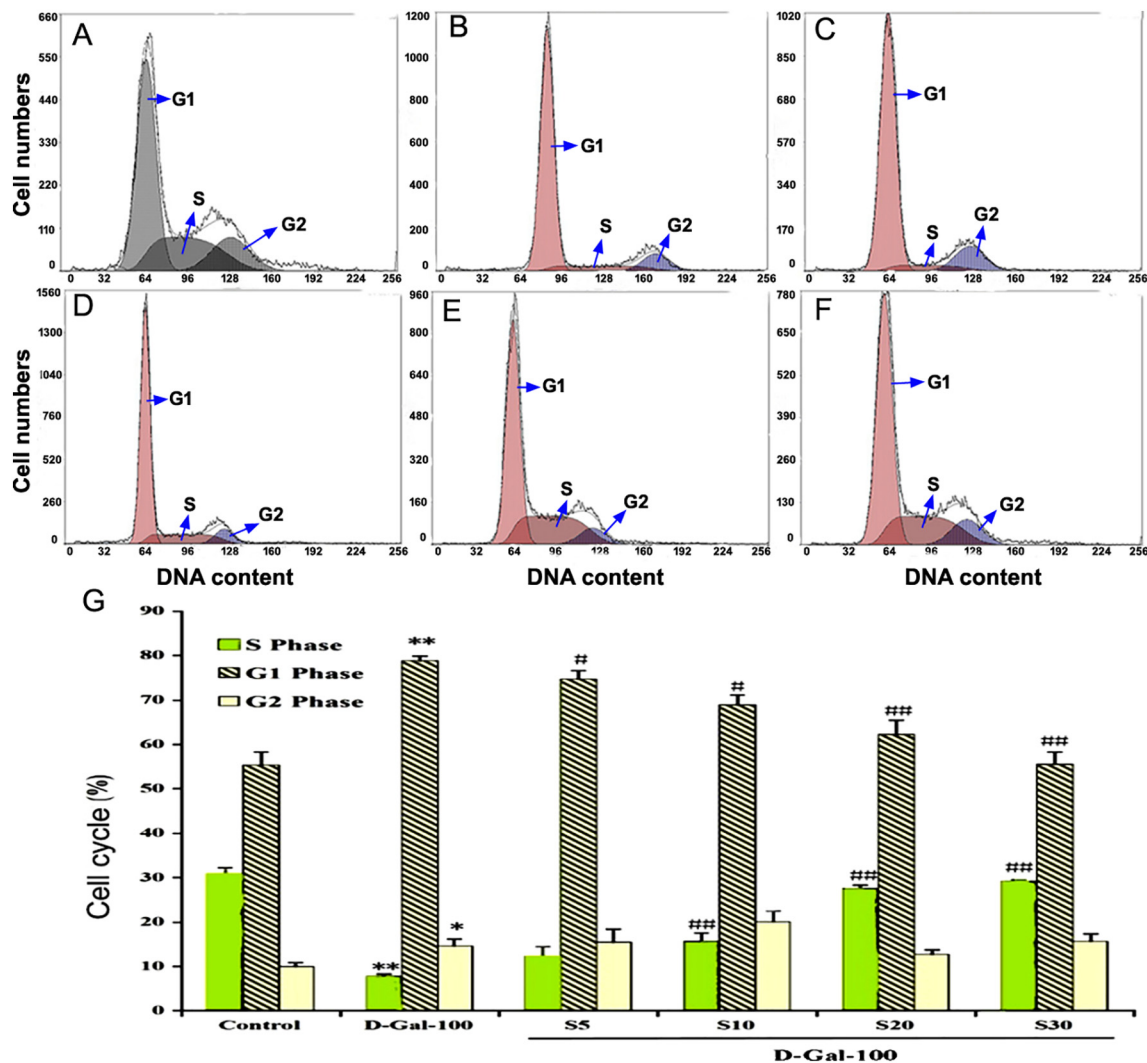 A
660
550
440
330
220
110
0
Cell numbers
G1
S
G2
0 32 64 96 128 160 192 224 256
B
1200
1000
800
600
400
200
0
G1
S
G2
0 32 64 96 128 160 192 224 256
C
1020
850
680
570
340
170
0
G1
S
G2
0 32 64 96 128 160 192 224 256
D
1560
1300
1040
760
520
260
0
Cell numbers
G1
S
G2
0 32 64 96 128 160 192 224 256
DNA content
E
960
800
640
480
320
160
0
G1
S
G2
0 32 64 96 128 160 192 224 256
DNA content
F
780
650
520
390
260
130
0
G1
S
G2
0 32 64 96 128 160 192 224 256
DNA content
G
90
80
70
60
50
40
30
20
10
0
Cell cycle (%)
S Phase
G1 Phase
G2 Phase
** ** *
#
## #
## ##
## ##
Control D-Gal-100 S5 S10 S20 S30
D-Gal-100